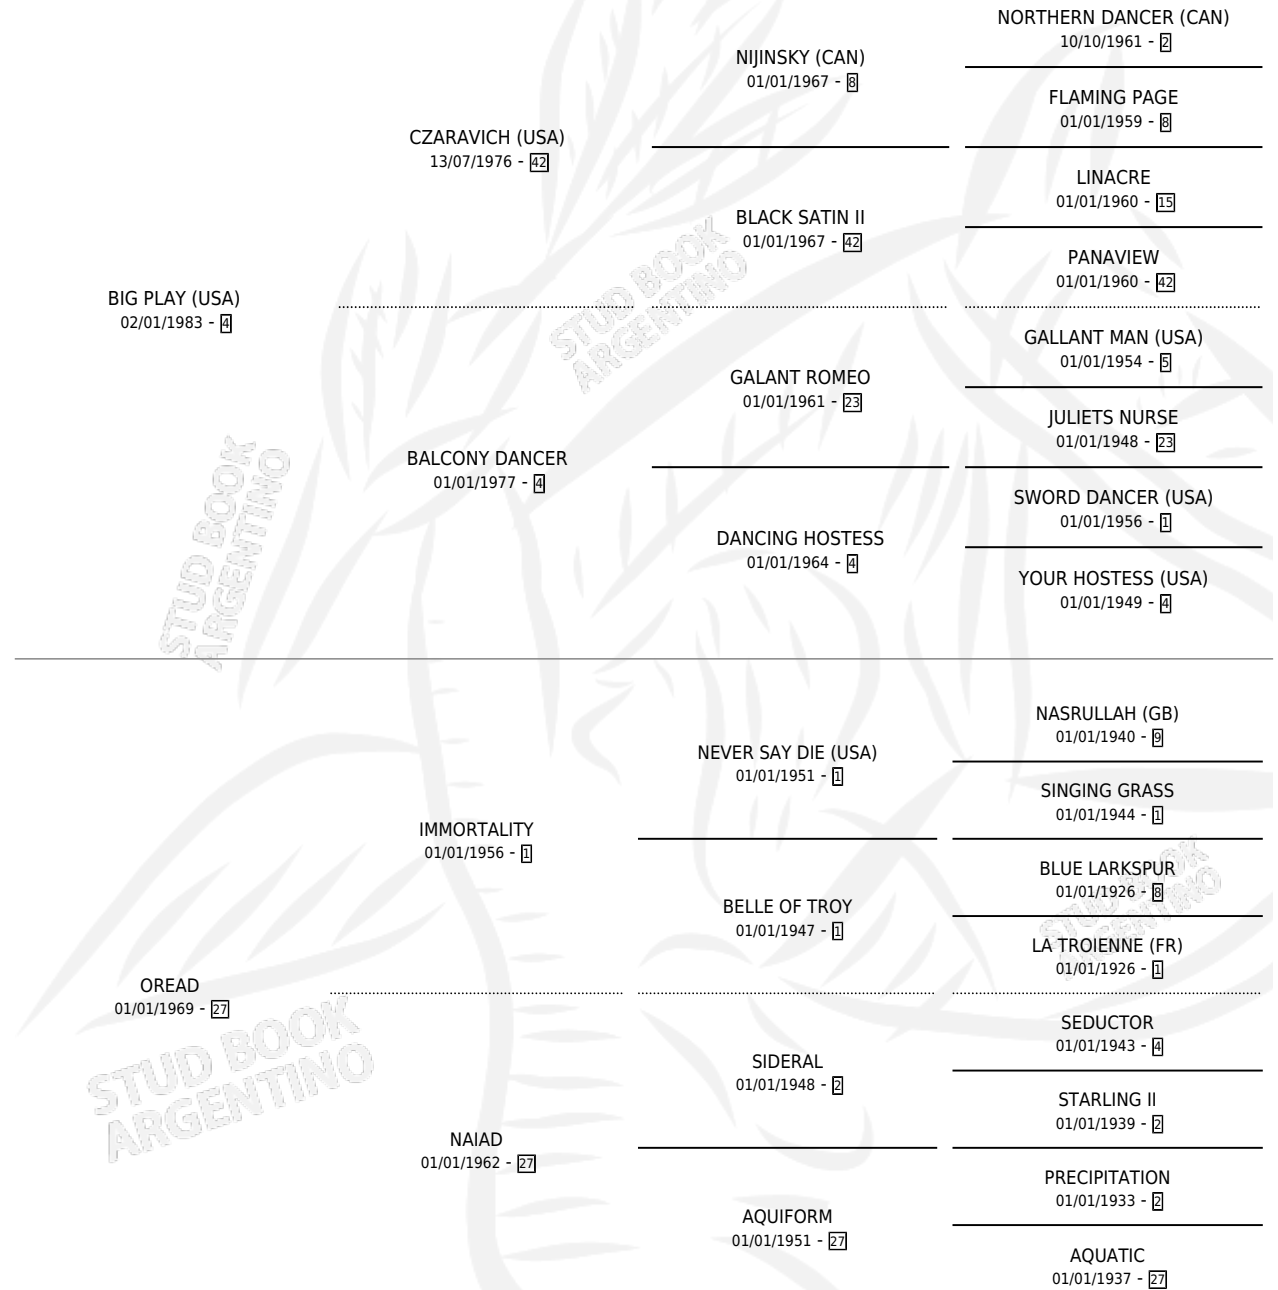 NORTHERN DANCER (CAN)
10/10/1961 - 2
NIJINSKY (CAN)
01/01/1967 - 8
FLAMING PAGE
01/01/1959 - 8
CZARAVICH (USA)
13/07/1976 - 42
LINACRE
01/01/1960 - 15
BLACK SATIN II
01/01/1967 - 42
PANAVIEW
01/01/1960 - 42
BIG PLAY (USA)
02/01/1983 - 4
GALLANT MAN (USA)
01/01/1954 - 5
GALANT ROMEO
01/01/1961 - 23
JULIETS NURSE
01/01/1948 - 23
BALCONY DANCER
01/01/1977 - 4
SWORD DANCER (USA)
01/01/1956 - 1
DANCING HOSTESS
01/01/1964 - 4
YOUR HOSTESS (USA)
01/01/1949 - 4
NASRULLAH (GB)
01/01/1940 - 9
NEVER SAY DIE (USA)
01/01/1951 - 1
SINGING GRASS
01/01/1944 - 1
IMMORTALITY
01/01/1956 - 1
BLUE LARKSPUR
01/01/1926 - 8
BELLE OF TROY
01/01/1947 - 1
LA TROIENNE (FR)
01/01/1926 - 1
OREAD
01/01/1969 - 27
SEDUCTOR
01/01/1943 - 4
SIDERAL
01/01/1948 - 2
STARLING II
01/01/1939 - 2
NAIAD
01/01/1962 - 27
PRECIPITATION
01/01/1933 - 2
AQUIFORM
01/01/1951 - 27
AQUATIC
01/01/1937 - 27
STUD BOOK
ARGENTINO
STUD BOOK
ARGENTINO
STUD BOOK
ARGENTINO
STUD BOOK
ARGENTINO